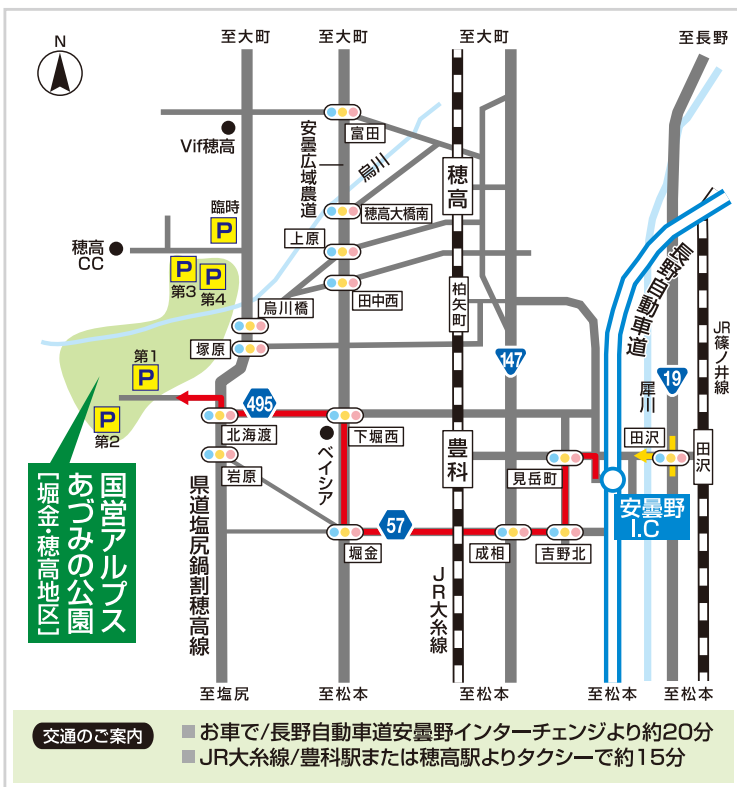 N
至大町
至大町
至大町
至長野
Vif穂高
安曇広域農道
富田
烏川
穂高
臨時
P
穂高大橋南
穂高
CC
上原
P
第3
P
第4
烏川橋
田中西
柏矢町
長野自動車道
JR篠ノ井線
塚原
147
第1
P
19
犀川
495
P
第2
北海渡
下堀西
ベイシア
豊科
田沢
田沢
岩原
見岳町
国営アルプス
あづみの公園
[堀金・穂高地区]
県道塩尻鍋割穂高線
安曇野
I.C
57
堀金
成相
吉野北
JR大糸線
至塩尻
至松本
至松本
至松本
至松本
交通のご案内
お車で/長野自動車道安曇野インターチェンジより約20分
JR大糸線/豊科駅または穂高駅よりタクシーで約15分